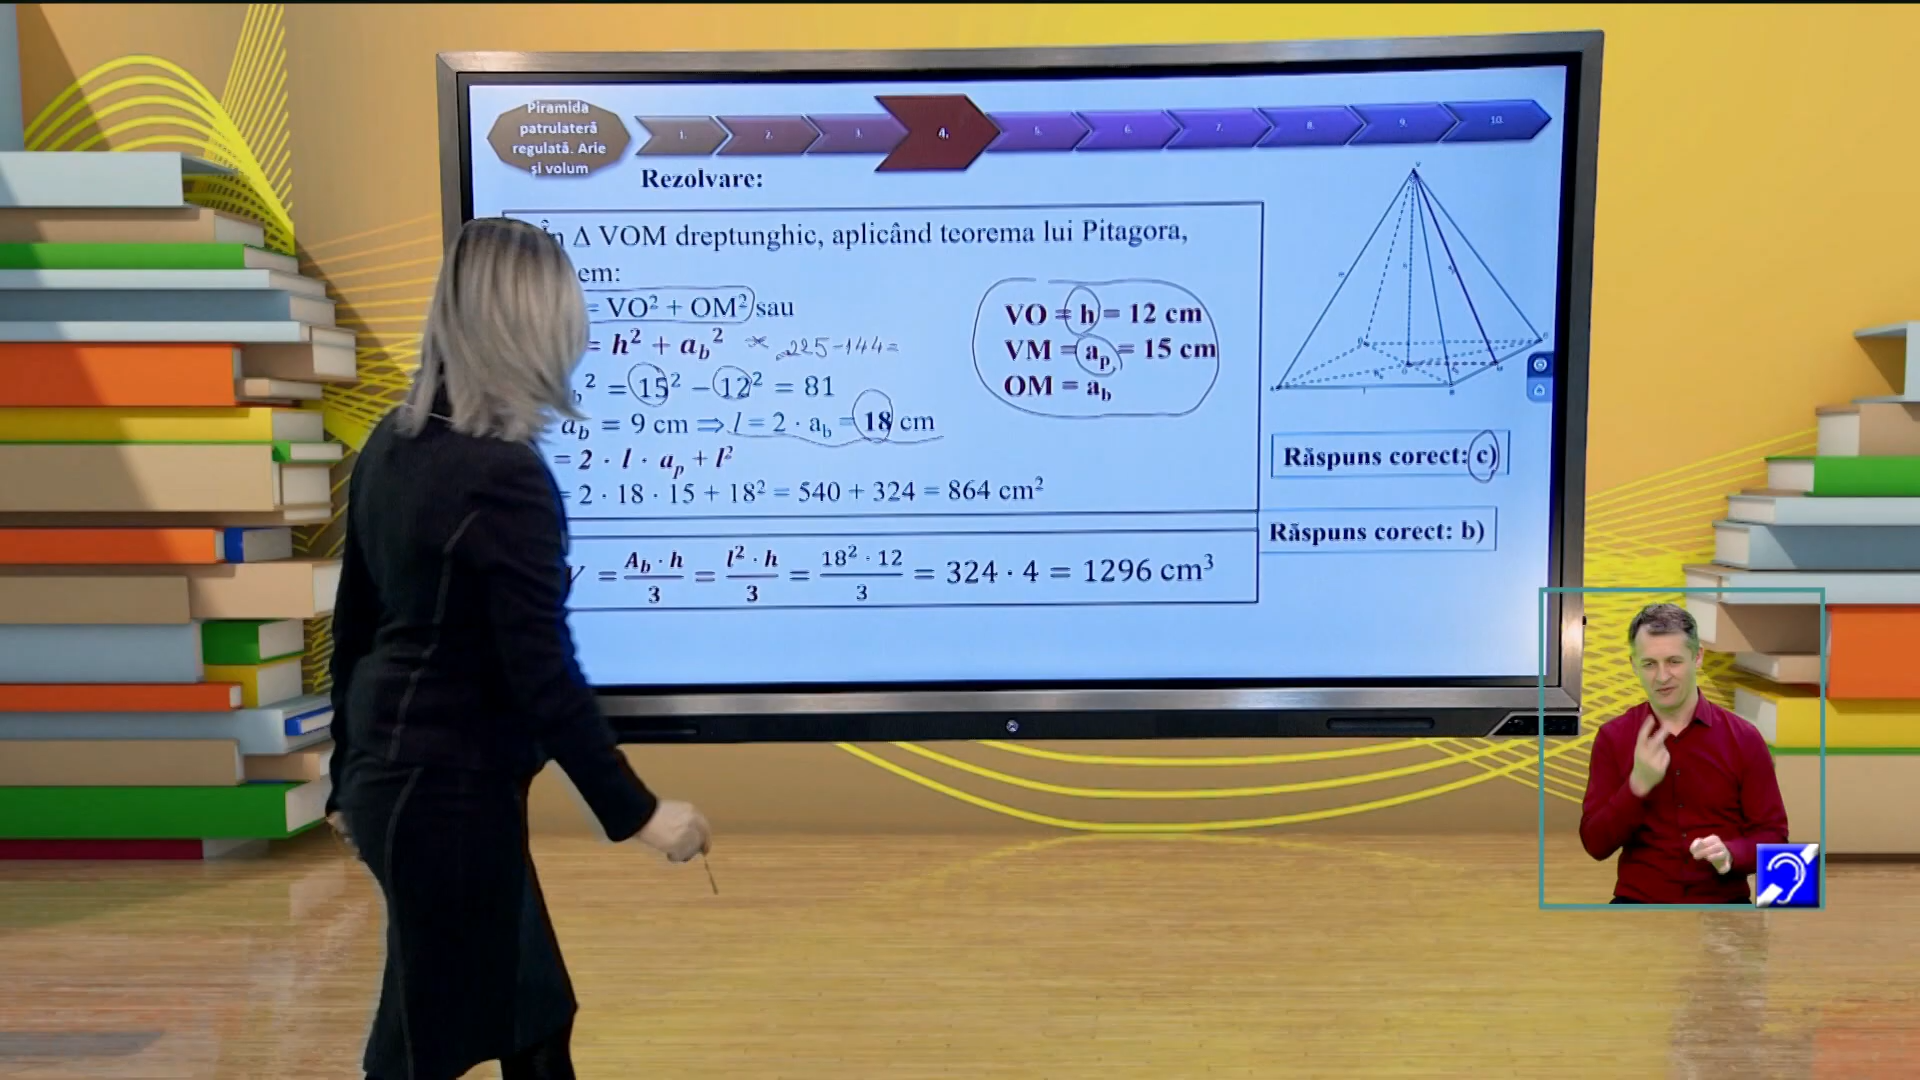 Piramida
patrulateră
regulată. Arie
și volum
1.
2.
3.
4.
5.
6.
7.
8.
9.
10.
Rezolvare:
În Δ VOM dreptunghic, aplicând teorema lui Pitagora,
em:
= VO² + OM² sau
= h² + a_b² 225-144=
² = 15² − 12² = 81
a_b = 9 cm ⇒ l = 2 · a_b = 18 cm
= 2 · l · a_p + l²
= 2 · 18 · 15 + 18² = 540 + 324 = 864 cm²
VO = h = 12 cm
VM = a_p = 15 cm
OM = a_b
Răspuns corect: c)
Răspuns corect: b)
V = A_b · h / 3 = l² · h / 3 = 18² · 12 / 3 = 324 · 4 = 1296 cm³